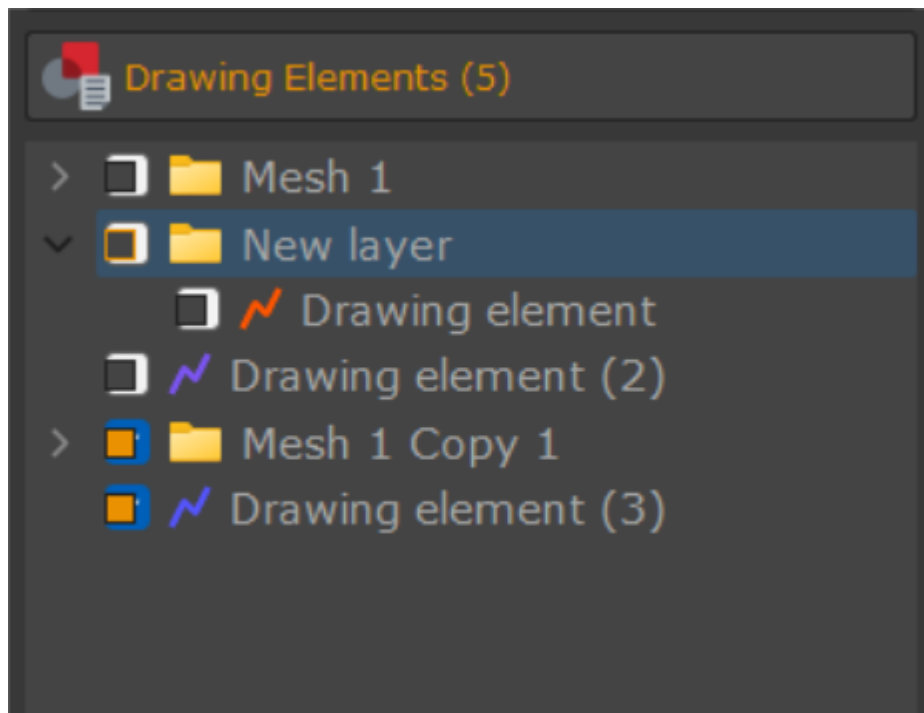 Drawing Elements (5)
Mesh 1
New layer
Drawing element
Drawing element (2)
Mesh 1 Copy 1
Drawing element (3)